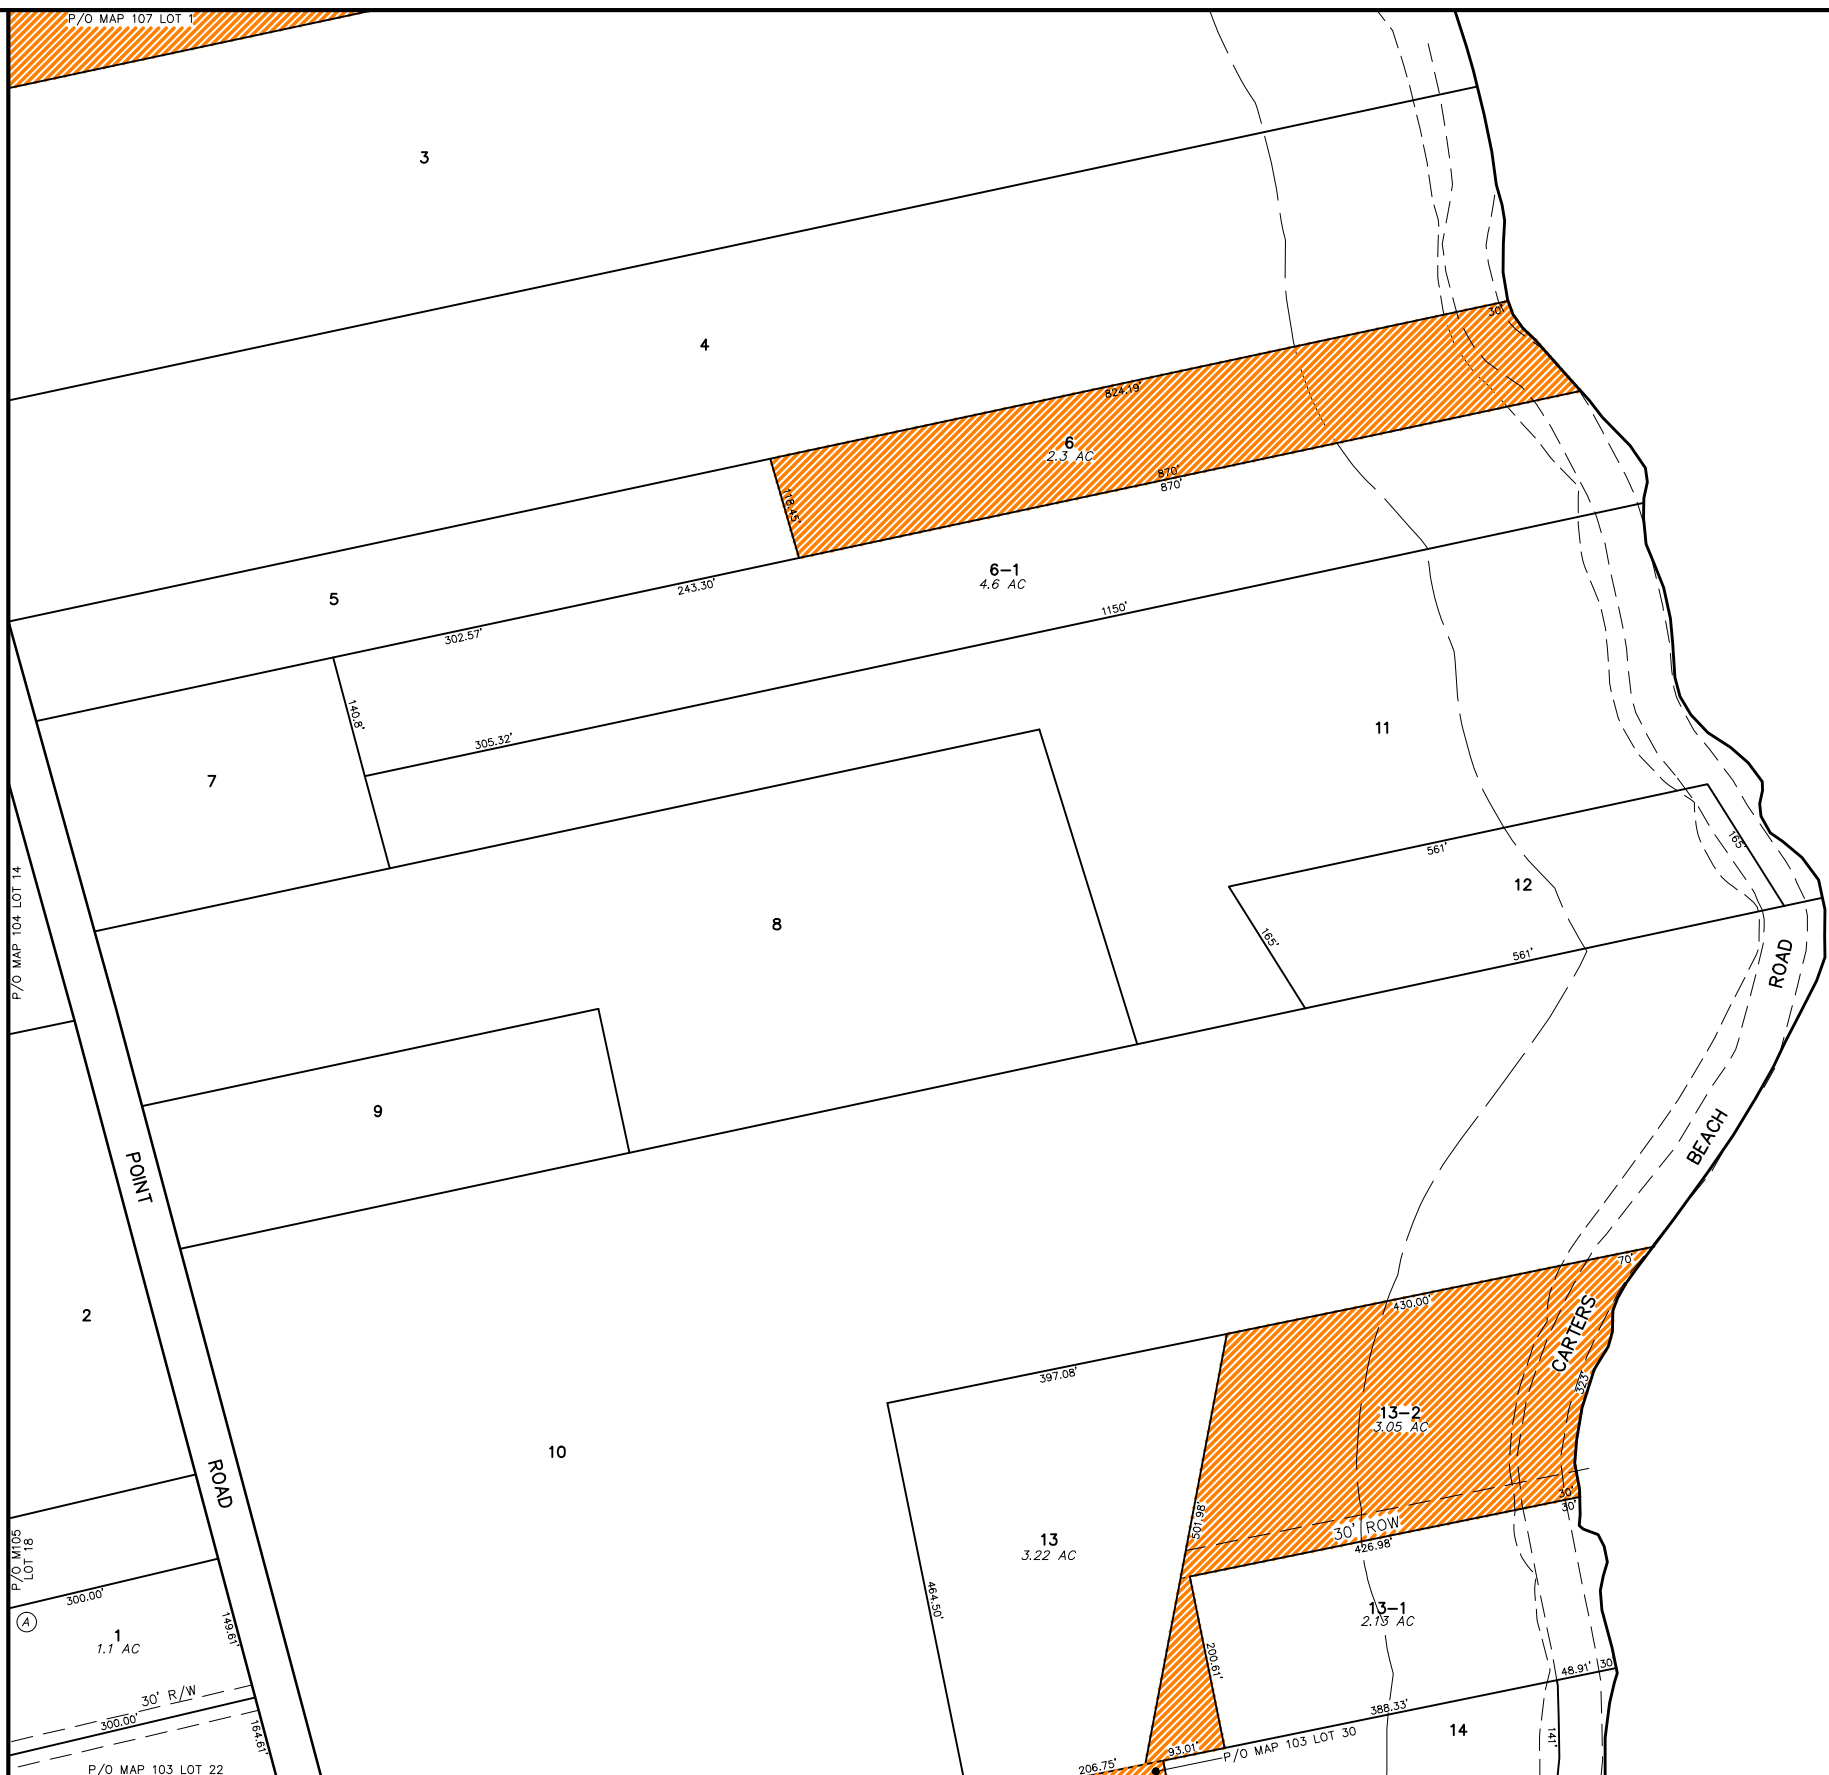 P/O MAP 107 LOT 1
3
4
30'
824.19'
6
2.3 AC
870'
870'
118.45'
6-1
4.6 AC
243.30'
5
302.57'
1150'
140.8'
305.32'
11
7
165'
561'
12
P/O MAP 104 LOT 14
8
165'
561'
ROAD
9
BEACH
POINT
70'
2
430.00'
CARTERS
397.08'
323'
13-2
3.05 AC
10
ROAD
30'
30'
501.98'
30' ROW
426.98'
13
3.22 AC
P/O M105
LOT 18
300.00'
464.50'
A
149.61'
1
1.1 AC
13-1
2.13 AC
200.61'
48.91'
30
30' R/W
388.33'
300.00'
164.61'
14
141'
P/O MAP 103 LOT 30
93.01'
206.75'
P/O MAP 103 LOT 22